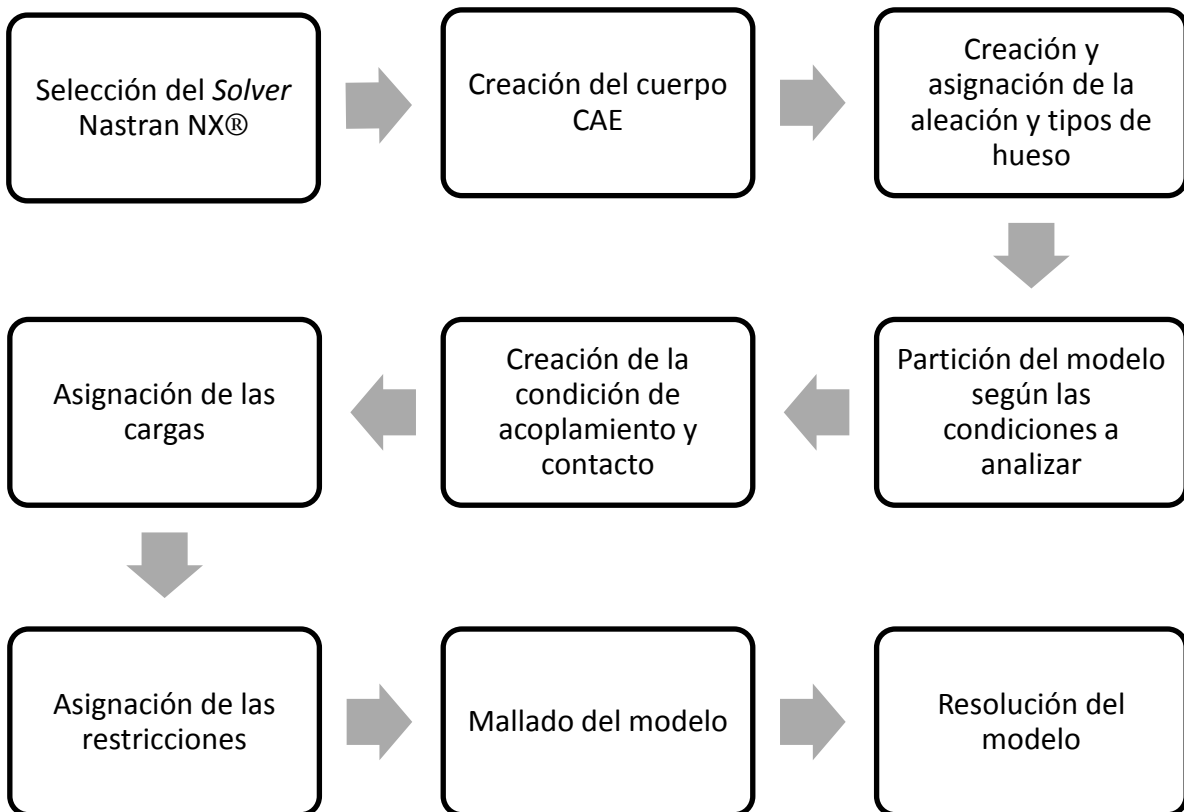 Selección del Solver
Nastran NX®
Creación del cuerpo
CAE
Creación y
asignación de la
aleación y tipos de
hueso
Partición del modelo
según las
condiciones a
analizar
Creación de la
condición de
acoplamiento y
contacto
Asignación de las
cargas
Asignación de las
restricciones
Mallado del modelo
Resolución del
modelo